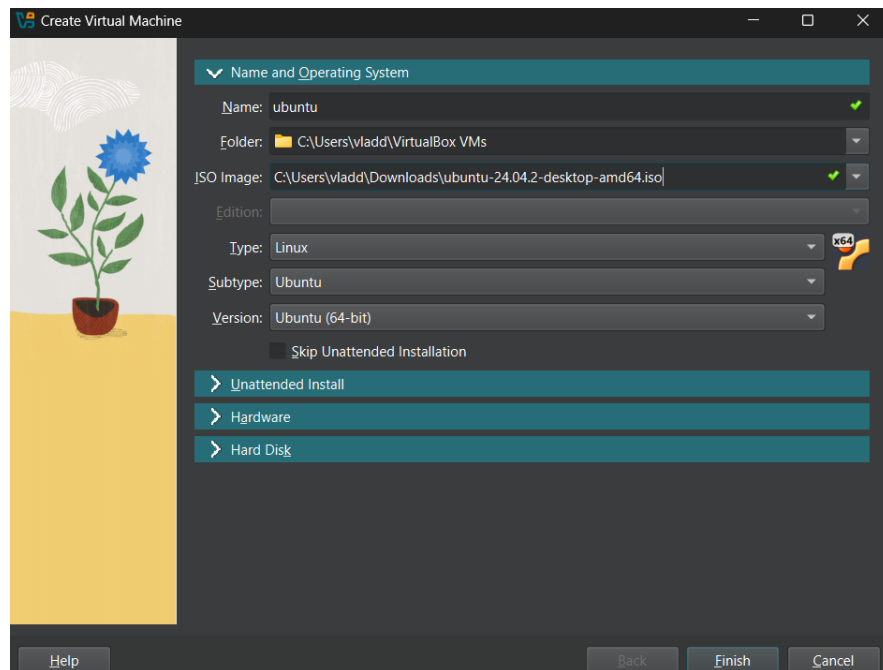 Create Virtual Machine
Name and Operating System
Name: ubuntu
Folder: C:\Users\vladd\VirtualBox VMs
ISO Image: C:\Users\vladd\Downloads\ubuntu-24.04.2-desktop-amd64.iso
Edition:
Type: Linux
x64
Subtype: Ubuntu
Version: Ubuntu (64-bit)
Skip Unattended Installation
Unattended Install
Hardware
Hard Disk
Help Back Finish Cancel